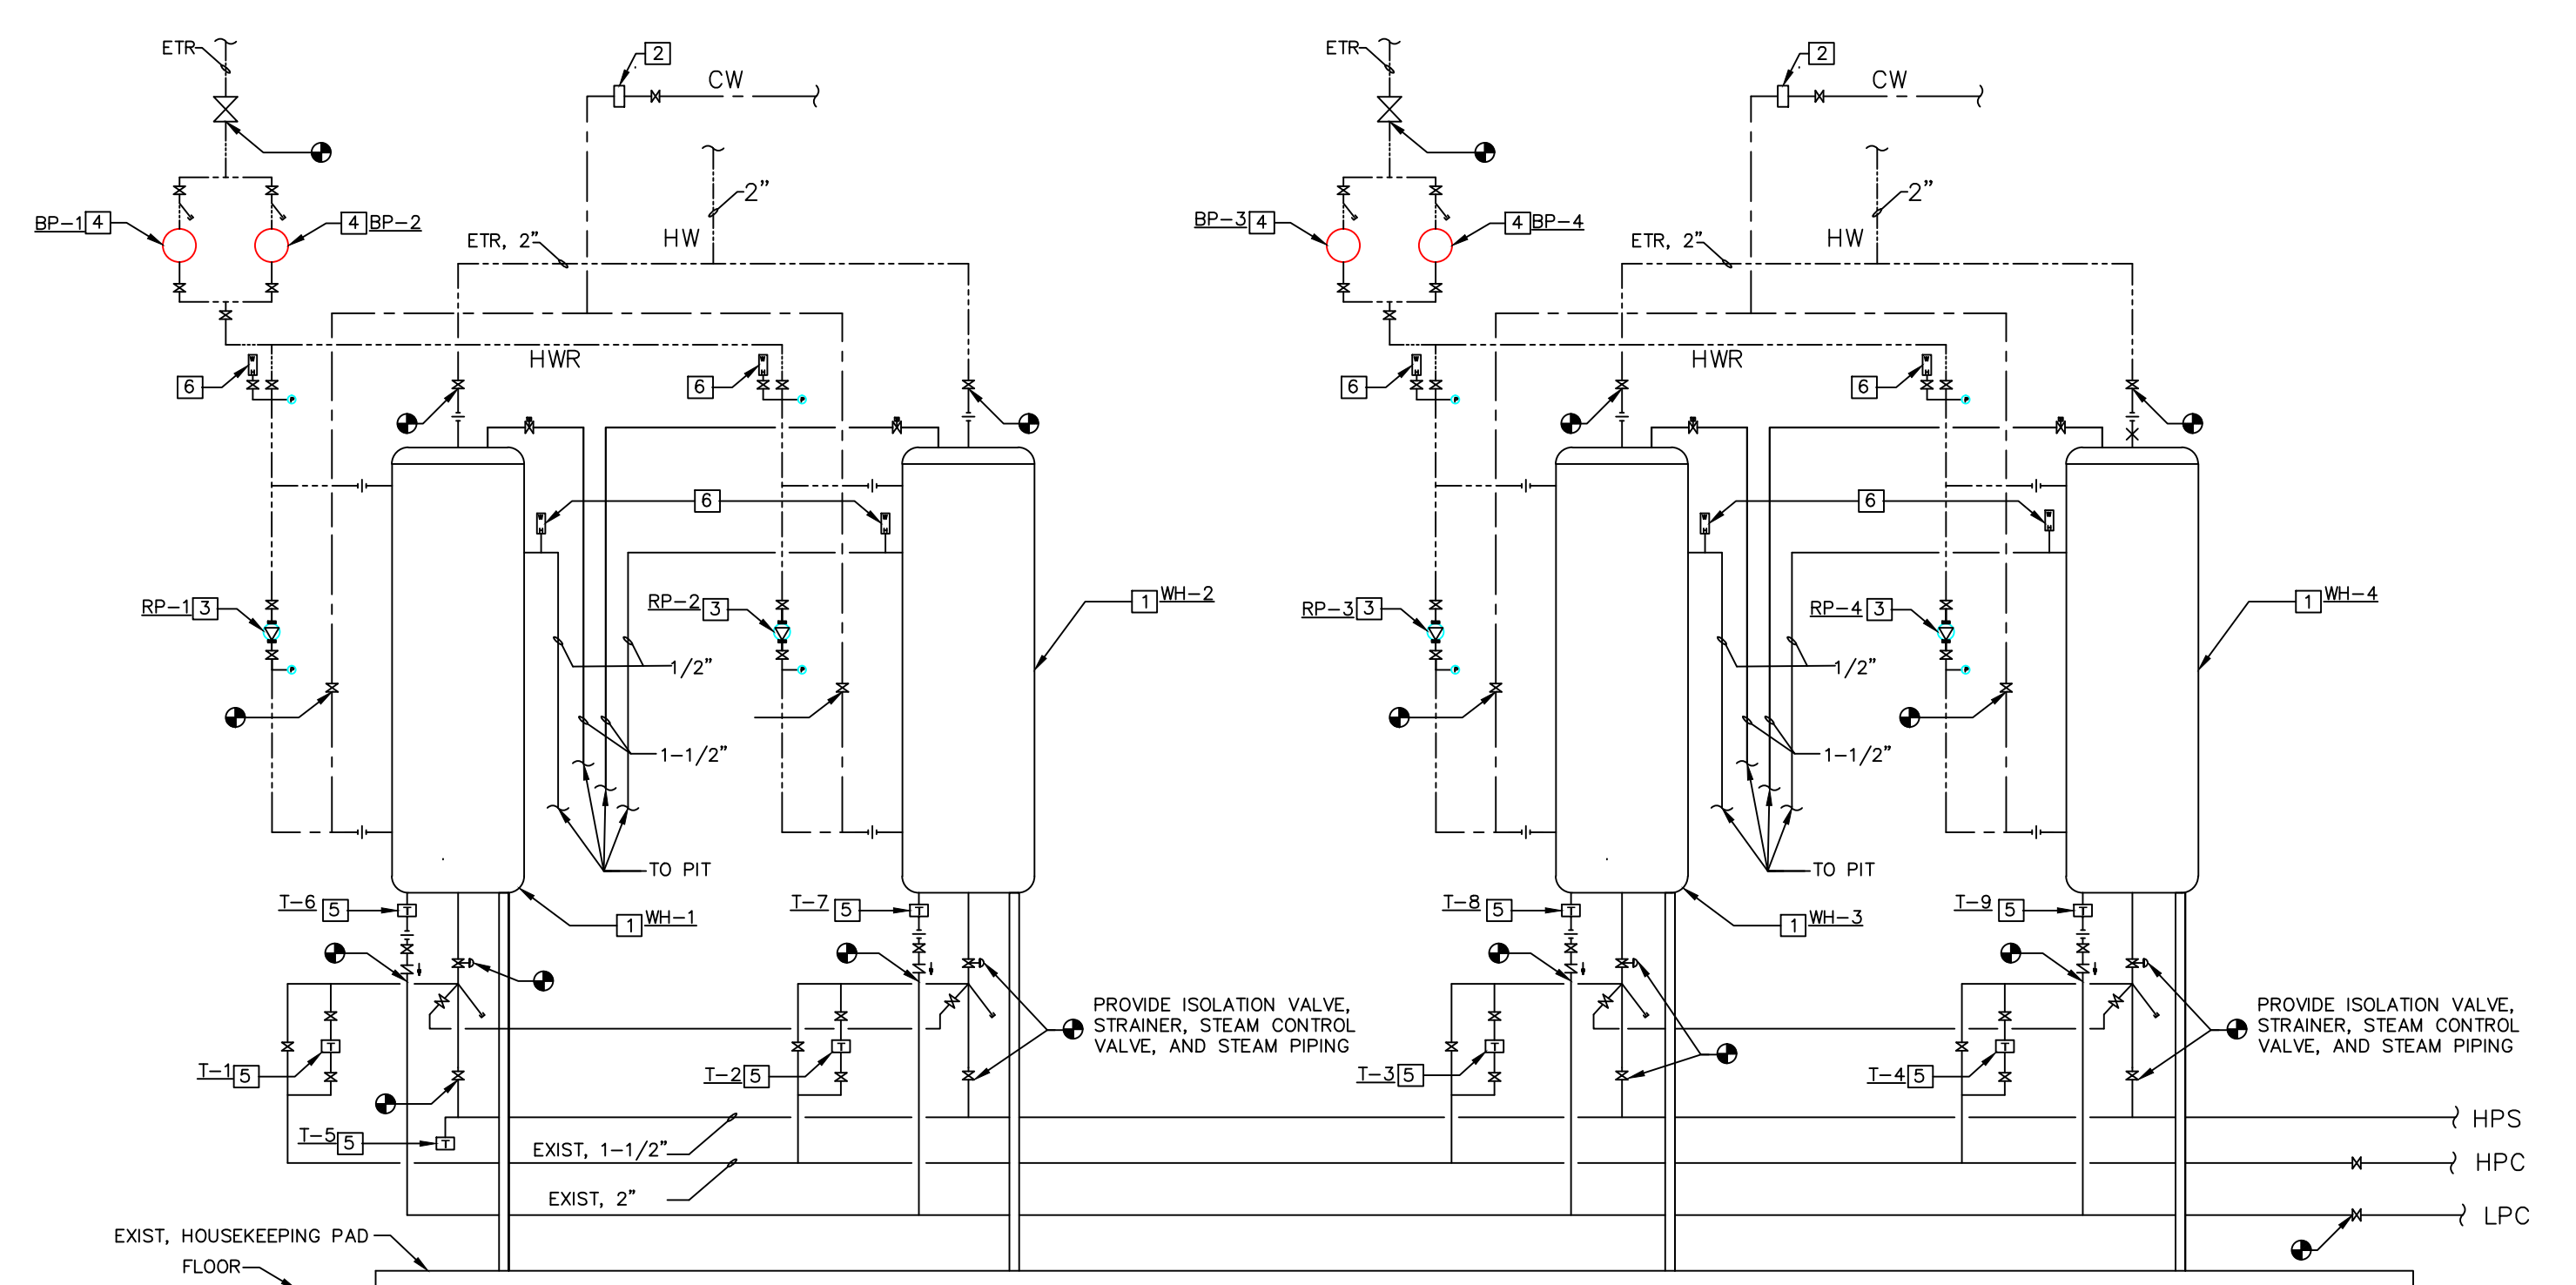 ETR
2
CW
ETR
2
CW
2”
2”
BP-1 4
4 BP-2
ETR, 2”
HW
BP-3 4
4 BP-4
ETR, 2”
HW
HWR
HWR
6
6
6
6
6
6
RP-1 3
RP-2 3
1 WH-2
RP-3 3
RP-4 3
1 WH-4
1/2”
1/2”
1-1/2”
1-1/2”
TO PIT
TO PIT
T-6 5
T-7 5
T-8 5
T-9 5
1 WH-1
1 WH-3
PROVIDE ISOLATION VALVE,
STRAINER, STEAM CONTROL
VALVE, AND STEAM PIPING
PROVIDE ISOLATION VALVE,
STRAINER, STEAM CONTROL
VALVE, AND STEAM PIPING
T-1 5
T-2 5
T-3 5
T-4 5
T-5 5
EXIST, 1-1/2”
HPS
HPC
EXIST, 2”
LPC
EXIST, HOUSEKEEPING PAD
FLOOR